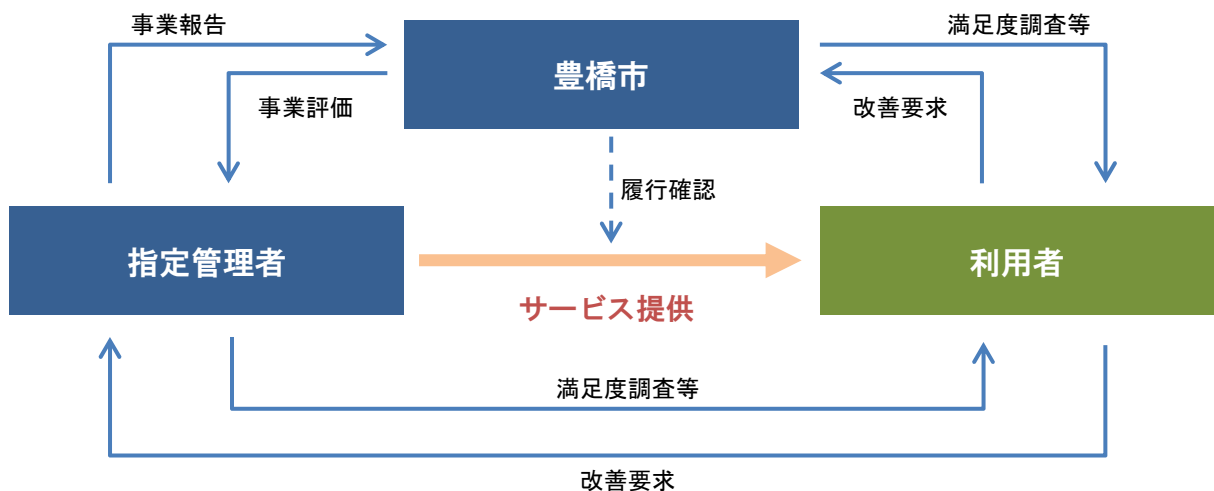 事業報告
満足度調査等
豊橋市
事業評価
改善要求
履行確認
指定管理者
利用者
サービス提供
満足度調査等
改善要求